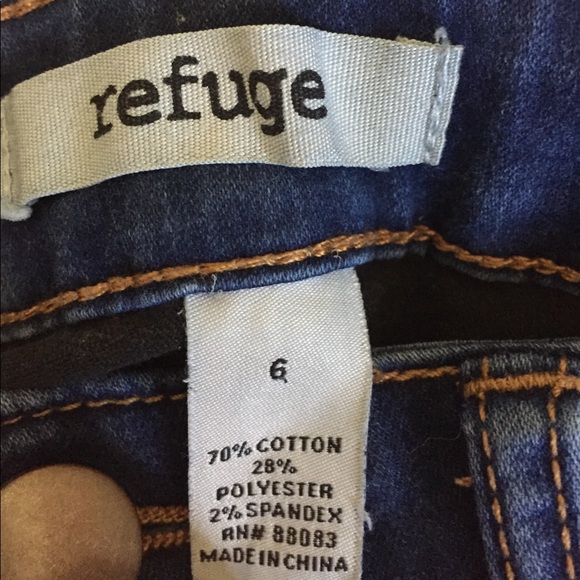 refuge
6
70% COTTON
28%
POLYESTER
2% SPANDEX
RN# 88083
MADE IN CHINA